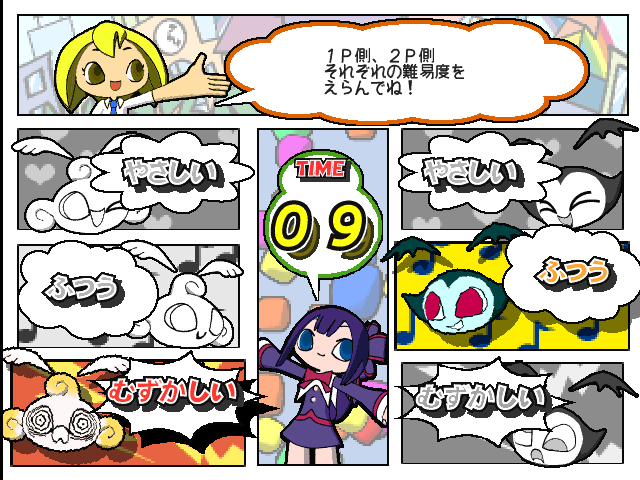 １Ｐ側、２Ｐ側
それぞれの難易度を
えらんでね！
やさしい
TIME
09
やさしい
ふつう
ふつう
むずかしい
むずかしい